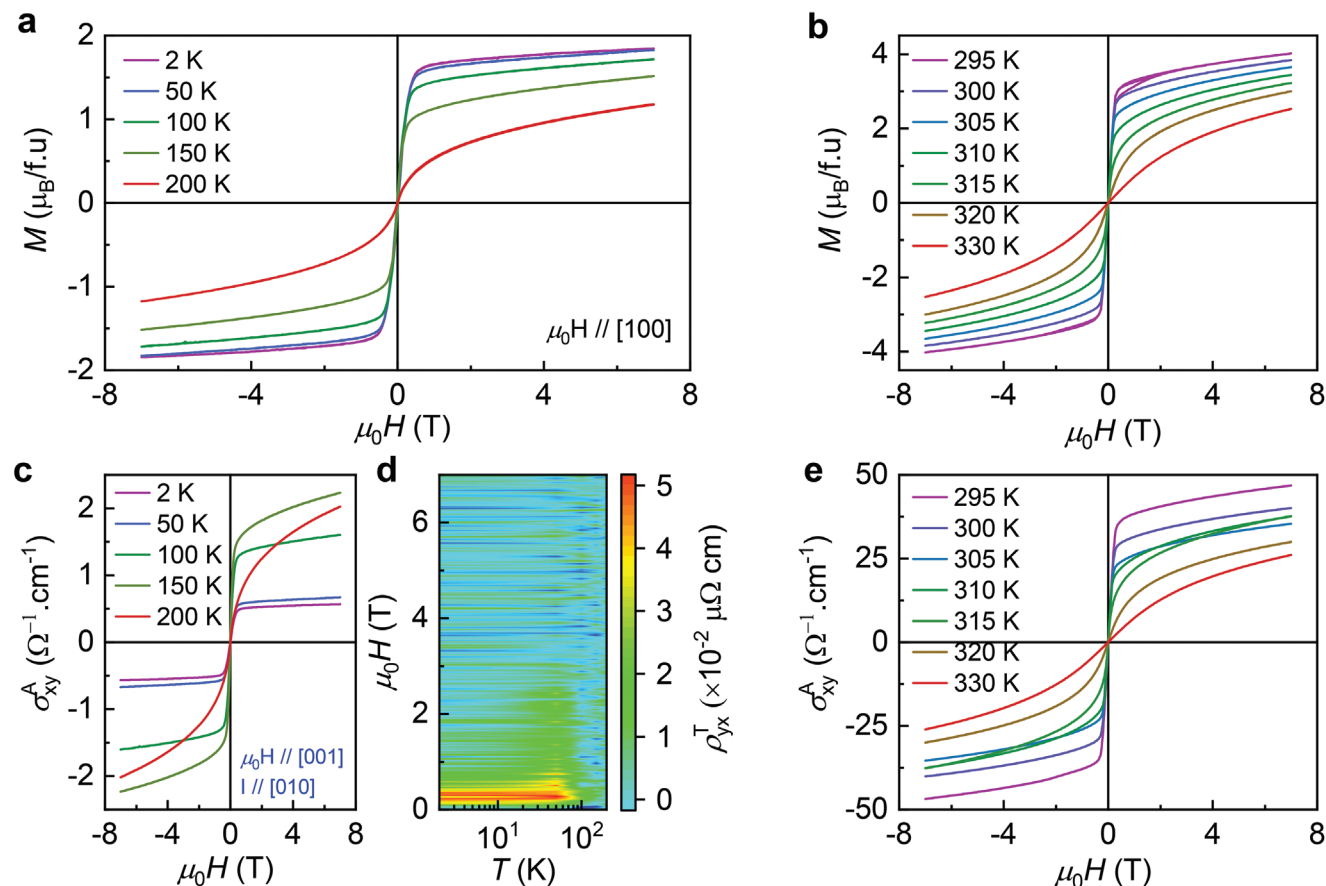 a
2 K
50 K
100 K
150 K
200 K
2
1
0
-1
-2
M (μB/f.u)
μ0H // [100]
-8 -4 0 4 8
μ0H (T)
b
295 K
300 K
305 K
310 K
315 K
320 K
330 K
4
2
0
-2
-4
M (μB/f.u)
-8 -4 0 4 8
μ0H (T)
c
2 K
50 K
100 K
150 K
200 K
2
1
0
-1
-2
σAxy (Ω-1.cm-1)
μ0H // [001]
I // [010]
-8 -4 0 4 8
μ0H (T)
d
6
4
2
0
μ0H (T)
10¹ 10²
T (K)
5
4
3
2
1
0
ρTyx (×10-2 μΩ cm)
e
295 K
300 K
305 K
310 K
315 K
320 K
330 K
50
25
0
-25
-50
σAxy (Ω-1.cm-1)
-8 -4 0 4 8
μ0H (T)